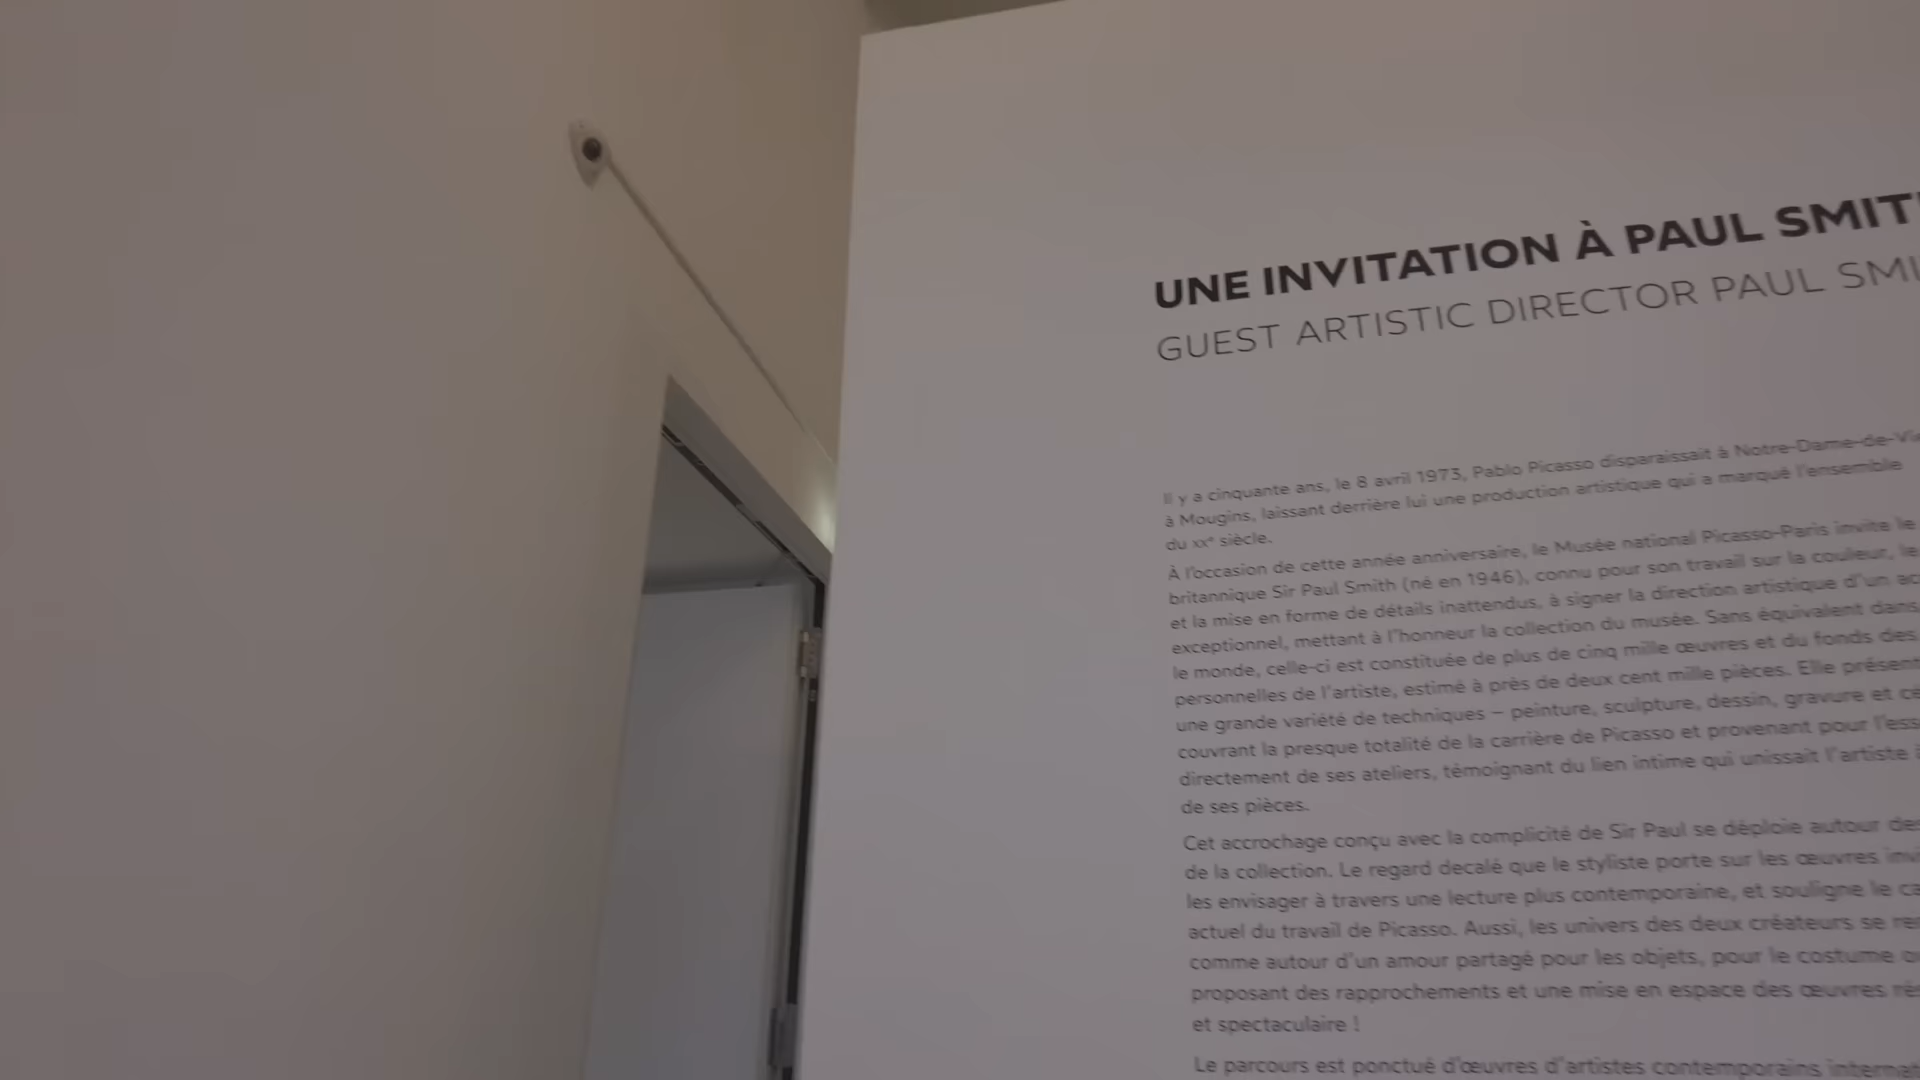 UNE INVITATION À PAUL SMIT
GUEST ARTISTIC DIRECTOR PAUL SMI
Il y a cinquante ans, le 8 avril 1973, Pablo Picasso disparaissait à Notre-Dame-de-Vie
à Mougins, laissant derrière lui une production artistique qui a marqué l'ensemble
du XXe siècle.
À l'occasion de cette année anniversaire, le Musée national Picasso-Paris invite le
britannique Sir Paul Smith (né en 1946), connu pour son travail sur la couleur, le
et la mise en forme de détails inattendus, à signer la direction artistique d'un
exceptionnel, mettant à l'honneur la collection du musée. Sans équivalent dans
le monde, celle-ci est constituée de plus de cinq mille œuvres et du fonds des
personnelles de l'artiste, estimé à près de deux cent mille pièces. Elle présent
une grande variété de techniques – peinture, sculpture, dessin, gravure et
couvrant la presque totalité de la carrière de Picasso et provenant pour l'ess
directement de ses ateliers, témoignant du lien intime qui unissait l'artiste
de ses pièces.
Cet accrochage conçu avec la complicité de Sir Paul se déploie autour des
de la collection. Le regard decalé que le styliste porte sur les œuvres invi
les envisager à travers une lecture plus contemporaine, et souligne le ca
actuel du travail de Picasso. Aussi, les univers des deux créateurs se
comme autour d'un amour partagé pour les objets, pour le costume
proposant des rapprochements et une mise en espace des œuvres
et spectaculaire !
Le parcours est ponctué d'œuvres d'artistes contemporains internat